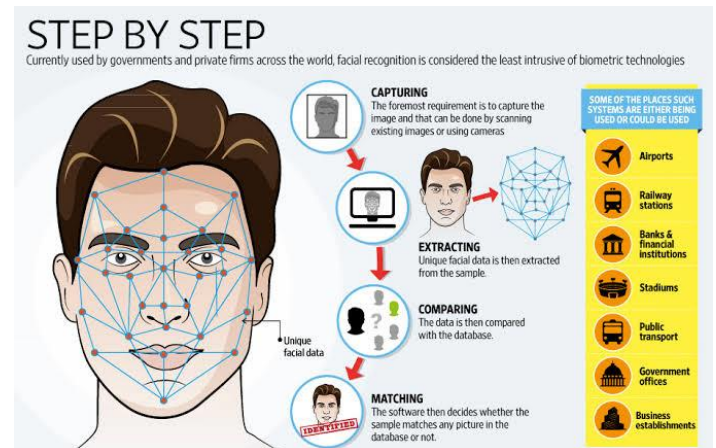 STEP BY STEP
Currently used by governments and private firms across the world, facial recognition is considered the least intrusive of biometric technologies
CAPTURING
The foremost requirement is to capture the
image and that can be done by scanning
existing images or using cameras
EXTRACTING
Unique facial data is then extracted
from the sample.
COMPARING
The data is then compared
with the database.
MATCHING
The software then decides whether the
sample matches any picture in the
database or not.
Unique
facial data
?
IDENTIFIED
SOME OF THE PLACES SUCH
SYSTEMS ARE EITHER BEING
USED OR COULD BE USED
Airports
Railway
stations
Banks &
financial
institutions
Stadiums
Public
transport
Government
offices
Business
establishments